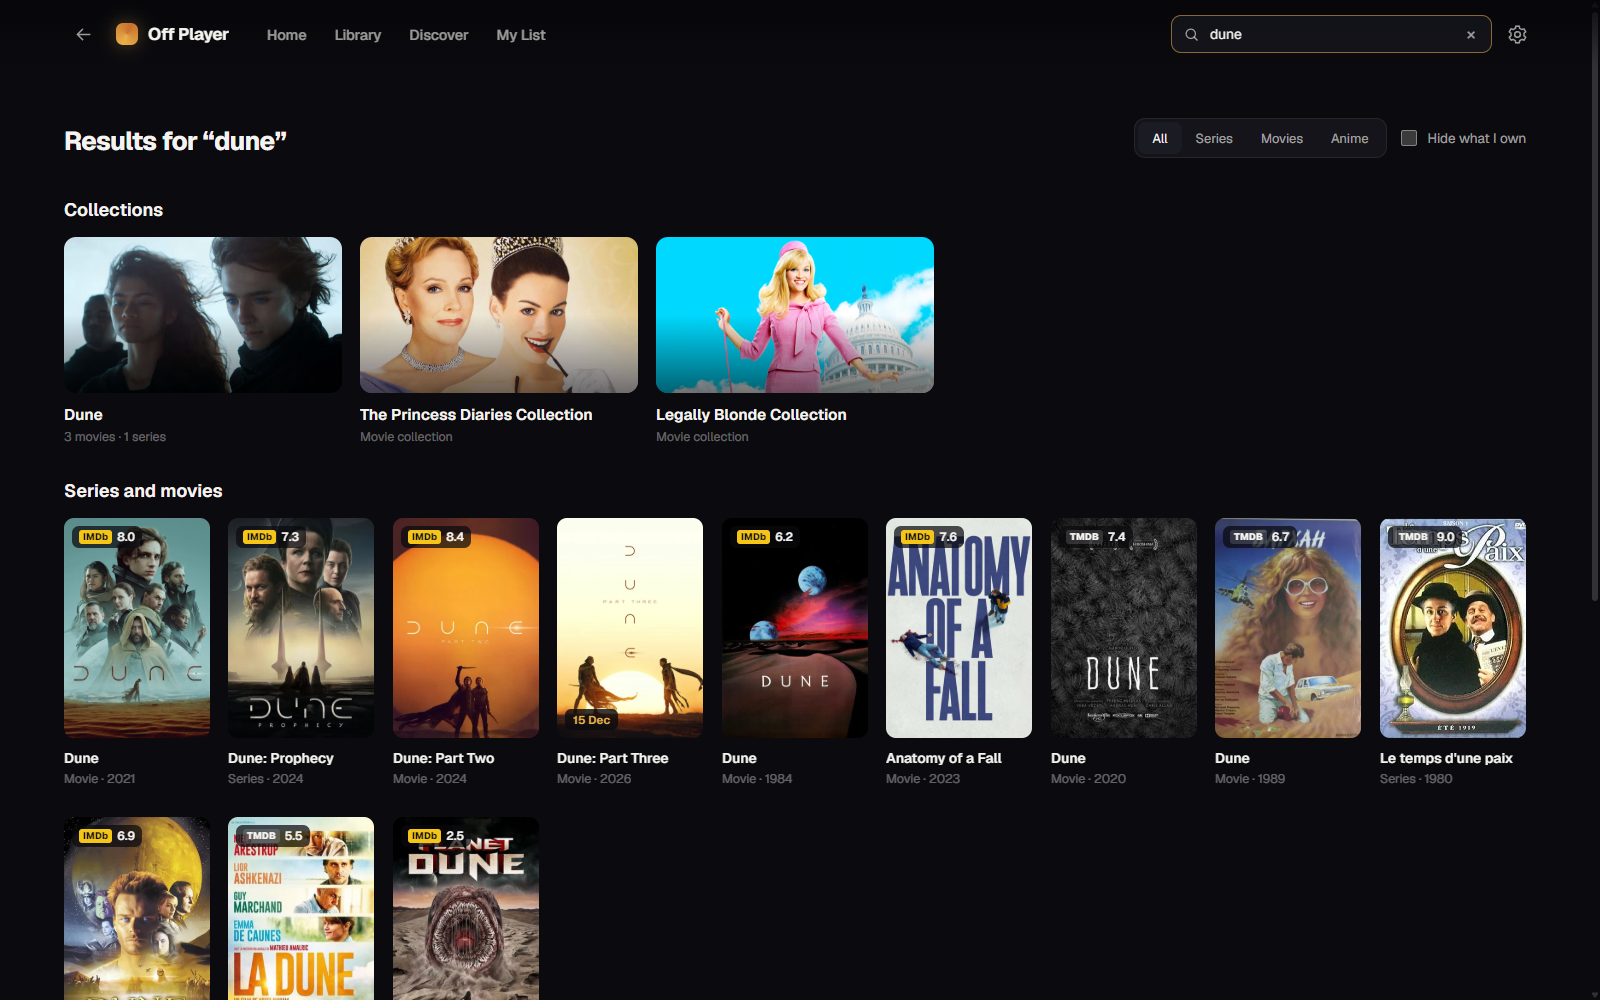 Off Player
Home
Library
Discover
My List
dune
Results for “dune”
All
Series
Movies
Anime
Hide what I own
Collections
Dune
3 movies · 1 series
The Princess Diaries Collection
Movie collection
Legally Blonde Collection
Movie collection
Series and movies
IMDb 8.0
DUNE
Dune
Movie · 2021
IMDb 7.3
DUNE
PROPHECY
Dune: Prophecy
Series · 2024
IMDb 8.4
DUNE
PART TWO
Dune: Part Two
Movie · 2024
DUNE
PART THREE
15 Dec
Dune: Part Three
Movie · 2026
IMDb 6.2
DUNE
Dune
Movie · 1984
IMDb 7.6
ANATOMY
OF A
FALL
Anatomy of a Fall
Movie · 2023
TMDB 7.4
DUNE
Dune
Movie · 2020
TMDB 6.7
Dune
Movie · 1989
TMDB 9.0
d'une
Paix
ÉTÉ 1919
Le temps d'une paix
Series · 1980
IMDb 6.9
TMDB 5.5
ARESTRUP
LIOR
ASHKENAZI
GUY
MARCHAND
EMMA
DE CAUNES
MATHIEU AMALRIC
LA DUNE
IMDb 2.5
PLANET
DUNE